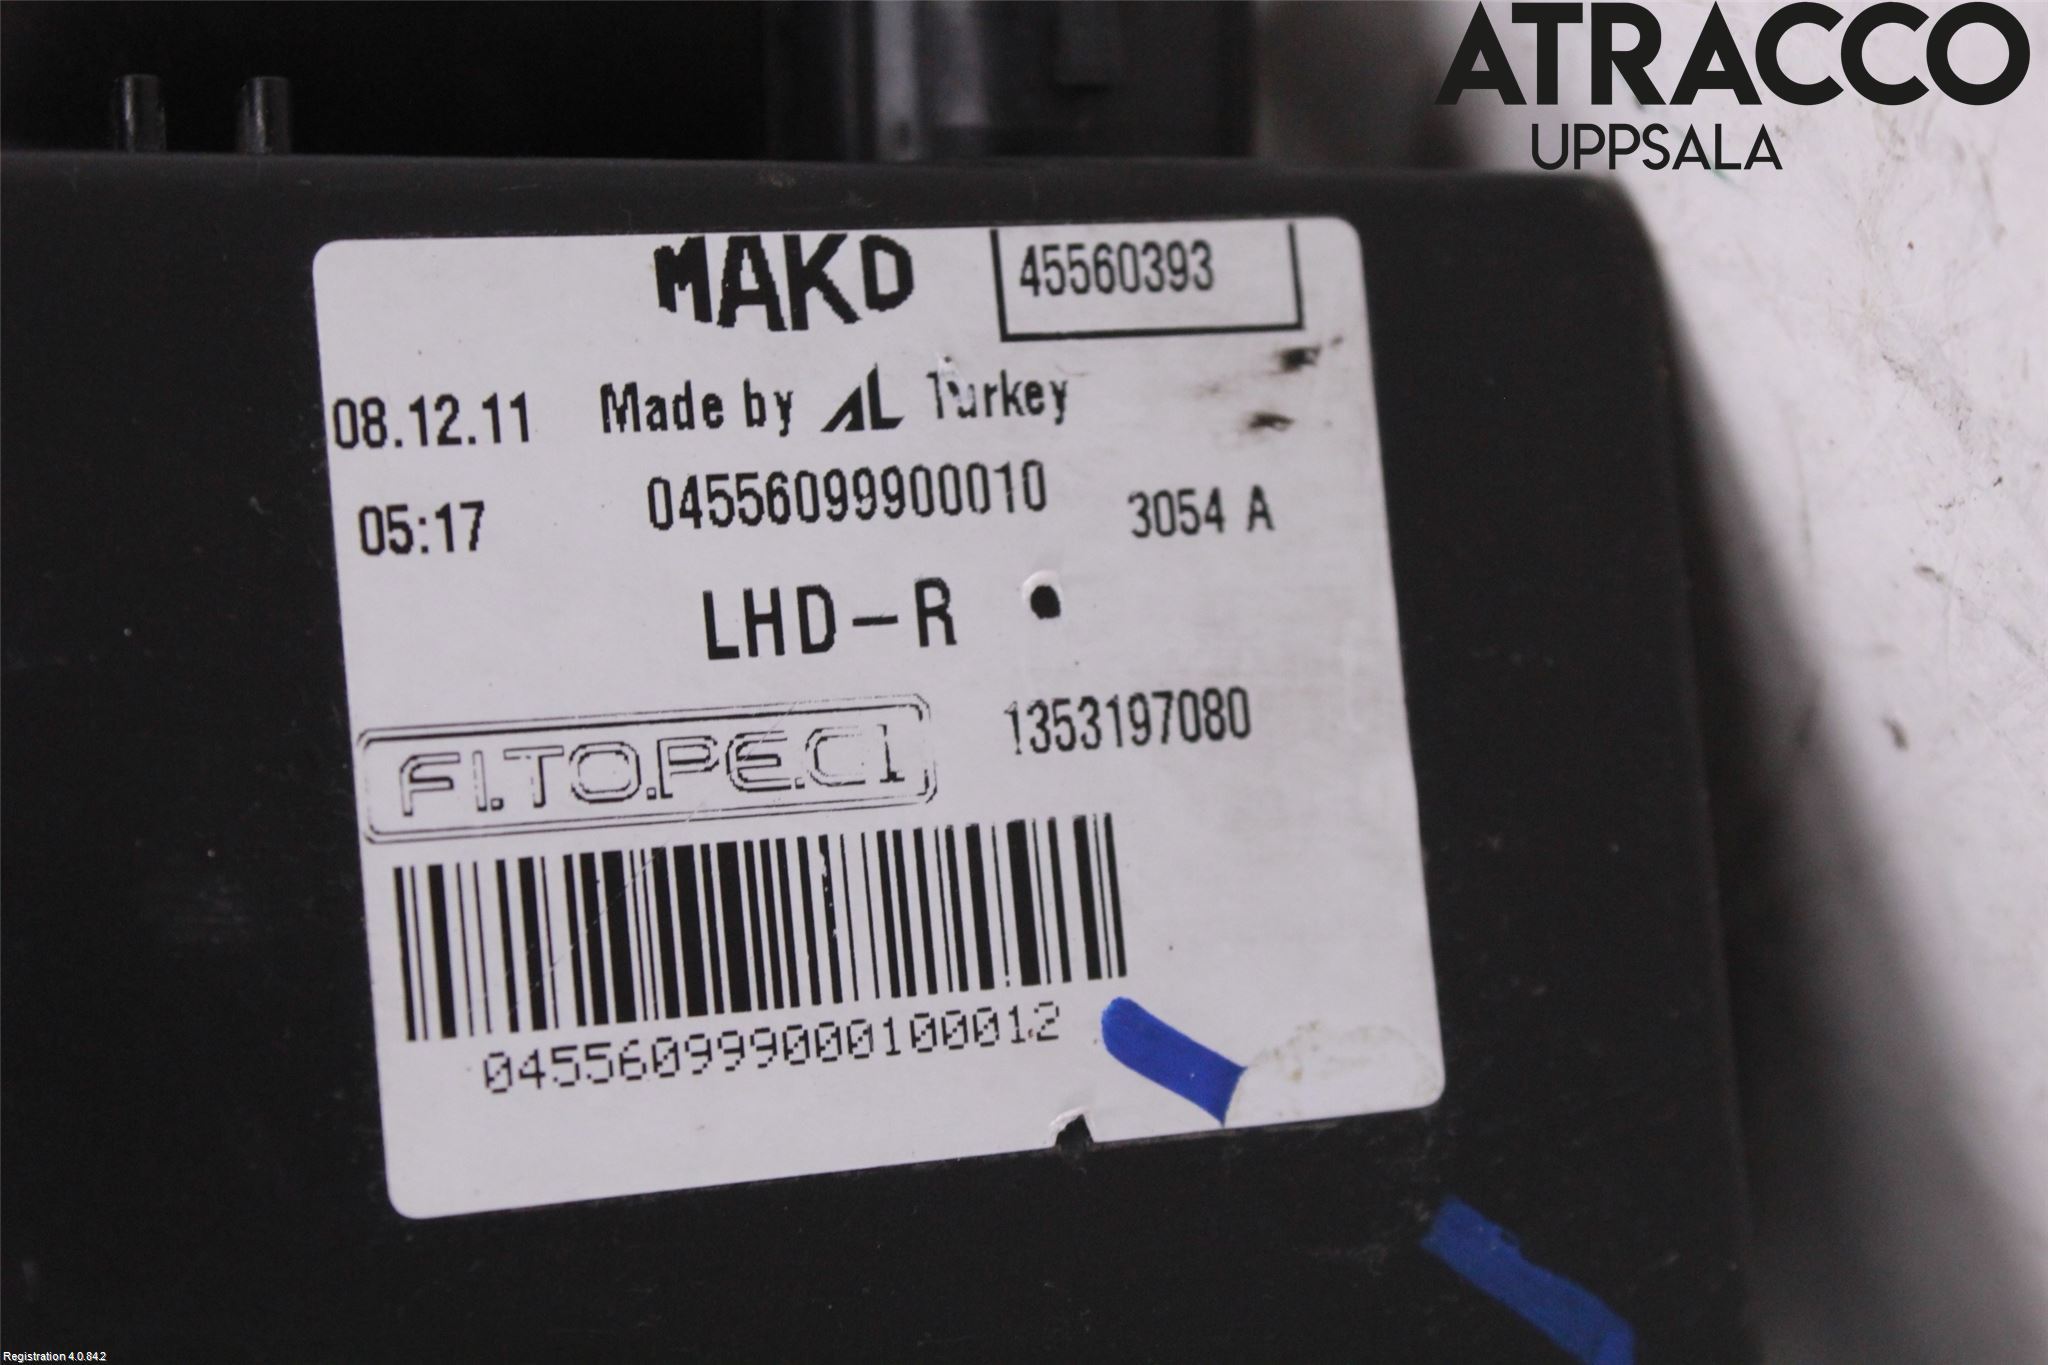 ATRACCO
UPPSALA
MAKO
45560393
08.12.11 Made by AL Turkey
05:17 04556099900010 3054 A
LHD-R
FI.TO.PE.CI
1353197080
045560999000100012
Registration 4.0.84.2